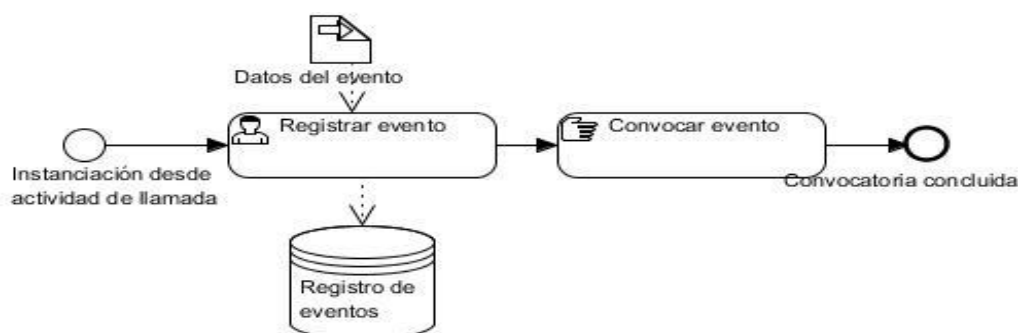 Datos del evento
Registrar evento
Convocar evento
Instanciación desde
actividad de llamada
Convocatoria concluida
Registro de
eventos